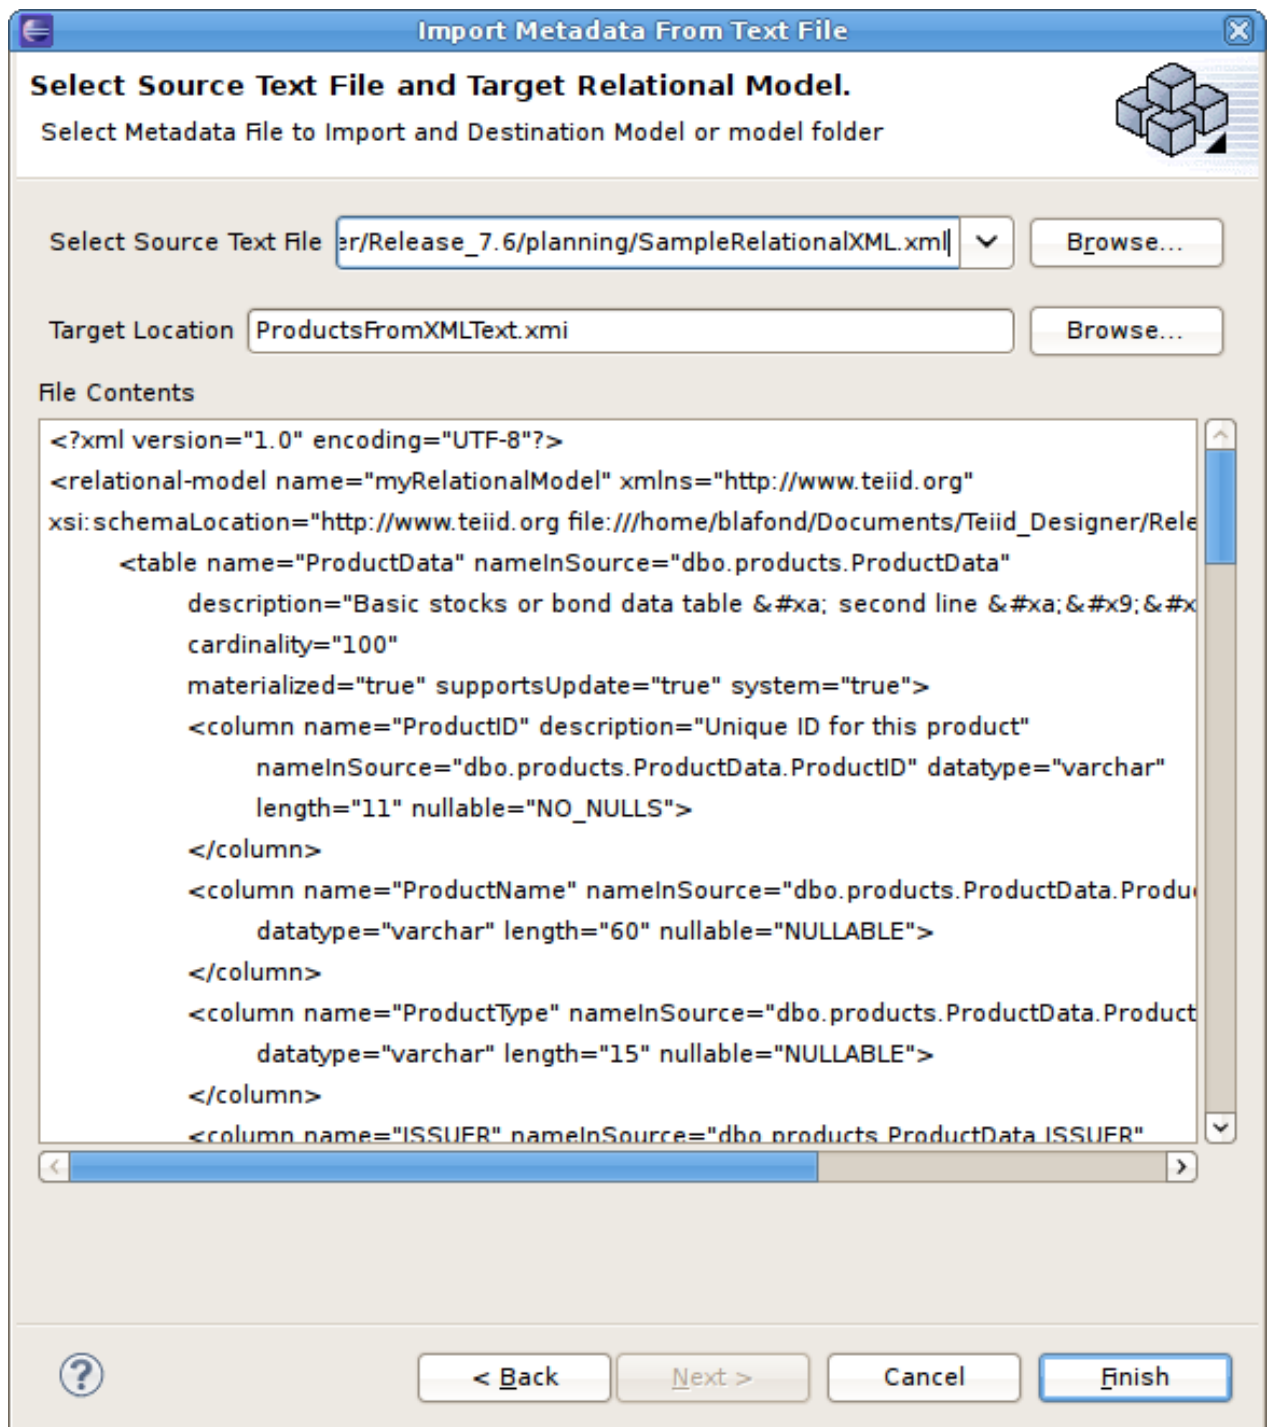 Import Metadata From Text File
Select Source Text File and Target Relational Model.
Select Metadata File to Import and Destination Model or model folder
Select Source Text File er/Release_7.6/planning/SampleRelationalXML.xml Browse...
Target Location ProductsFromXMLText.xmi Browse...
File Contents
<?xml version="1.0" encoding="UTF-8"?>
<relational-model name="myRelationalModel" xmlns="http://www.teiid.org"
xsi:schemaLocation="http://www.teiid.org file:///home/blafond/Documents/Teiid_Designer/Rele
<table name="ProductData" nameInSource="dbo.products.ProductData"
description="Basic stocks or bond data table &#xa; second line &#xa;&#x9;&#x
cardinality="100"
materialized="true" supportsUpdate="true" system="true">
<column name="ProductID" description="Unique ID for this product"
nameInSource="dbo.products.ProductData.ProductID" datatype="varchar"
length="11" nullable="NO_NULLS">
</column>
<column name="ProductName" nameInSource="dbo.products.ProductData.Produ
datatype="varchar" length="60" nullable="NULLABLE">
</column>
<column name="ProductType" nameInSource="dbo.products.ProductData.Product
datatype="varchar" length="15" nullable="NULLABLE">
</column>
<column name="ISSUER" nameInSource="dbo.products.ProductData.ISSUER"
< Back Next > Cancel Finish